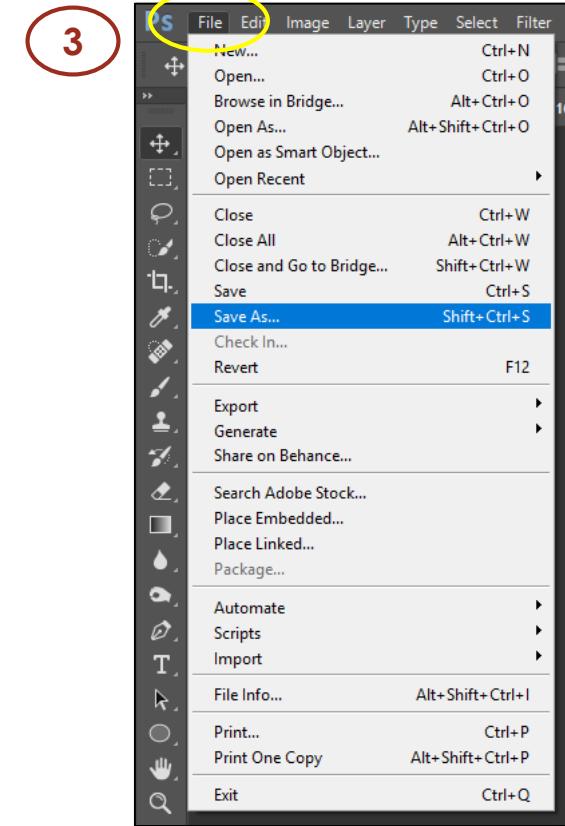 3
Ps File Edit Image Layer Type Select Filter
New... Ctrl+N
Open... Ctrl+O
Browse in Bridge... Alt+Ctrl+O
Open As... Alt+Shift+Ctrl+O
Open as Smart Object...
Open Recent
Close Ctrl+W
Close All Alt+Ctrl+W
Close and Go to Bridge... Shift+Ctrl+W
Save Ctrl+S
Save As... Shift+Ctrl+S
Check In...
Revert F12
Export
Generate
Share on Behance...
Search Adobe Stock...
Place Embedded...
Place Linked...
Package...
Automate
Scripts
Import
File Info... Alt+Shift+Ctrl+I
Print... Ctrl+P
Print One Copy Alt+Shift+Ctrl+P
Exit Ctrl+Q